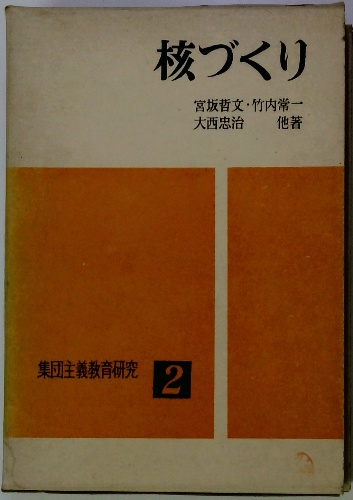 核づくり
宮坂哲文・竹内常一
大西忠治 他著
集団主義教育研究 2